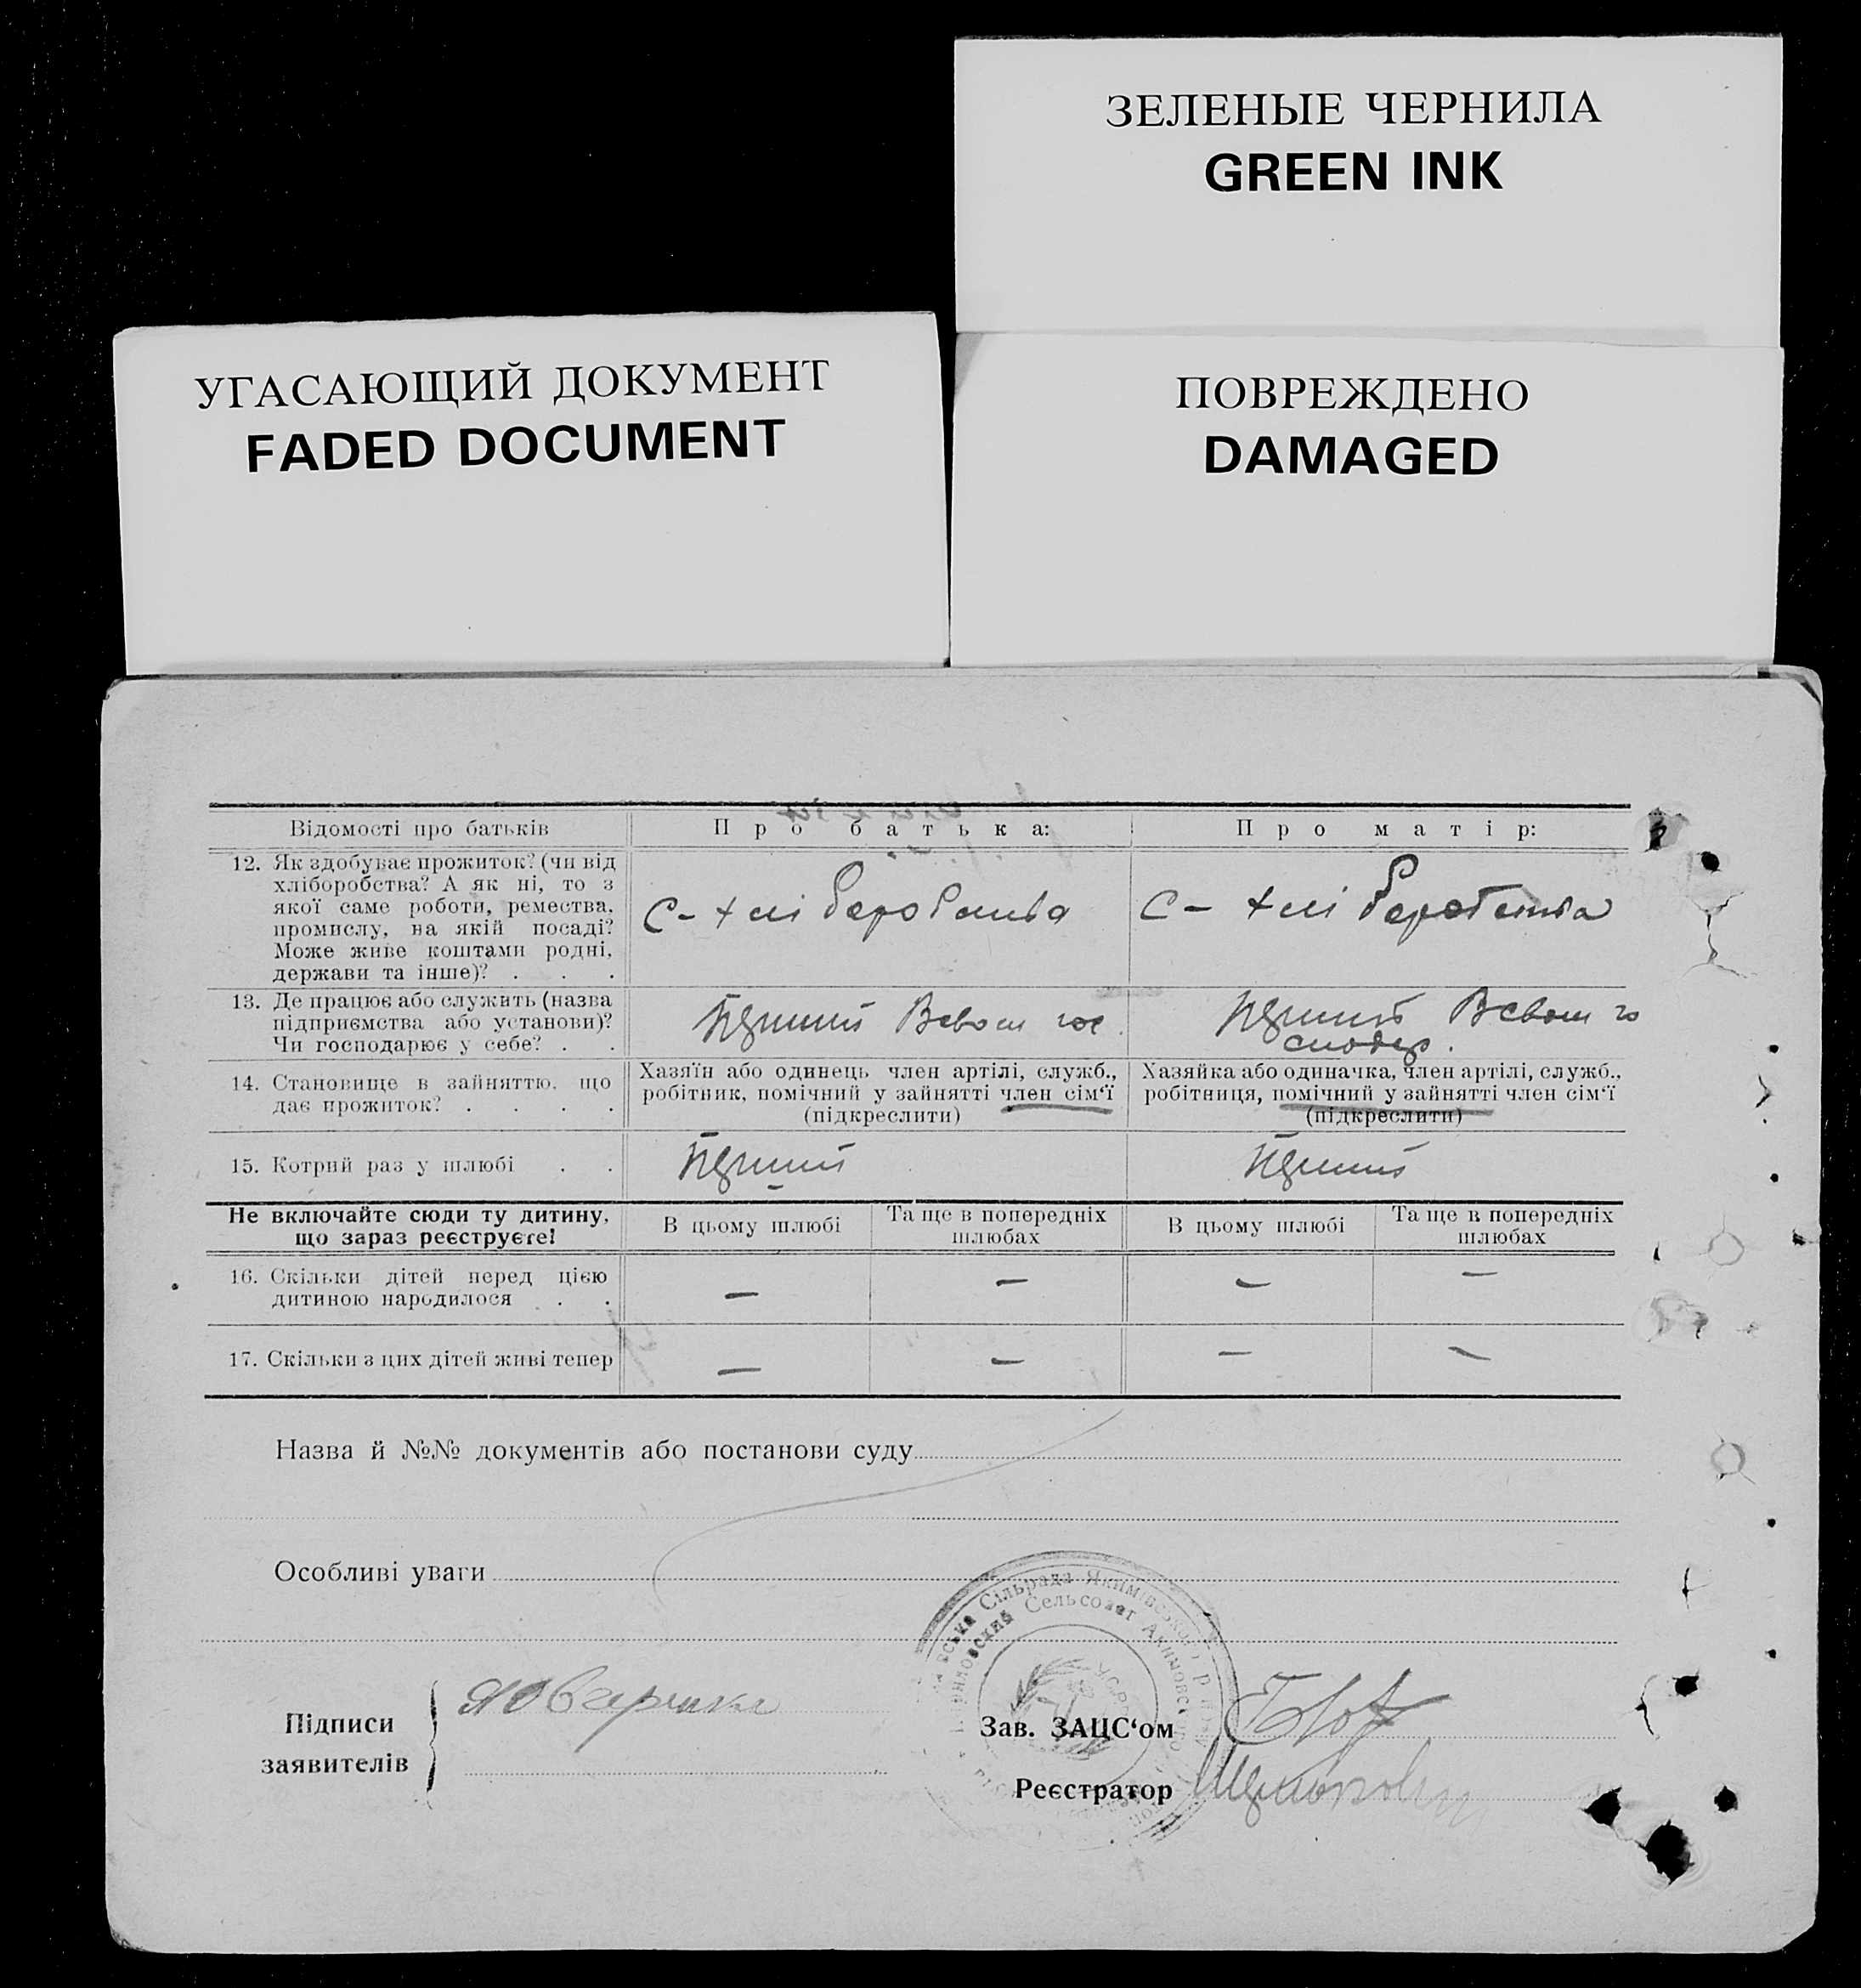 ЗЕЛЕНЫЕ ЧЕРНИЛА
GREEN INK
УГАСАЮЩИЙ ДОКУМЕНТ
FADED DOCUMENT
ПОВРЕЖДЕНО
DAMAGED
Відомості про батьків
Про батька:
Про матір:
12. Як здобуває прожиток? (чи від
хліборобства? А як ні, то з
якої саме роботи, ремества,
промислу, на якій посаді?
Може живе коштами родні,
держави та інше)? . . .
С-
С-
13. Де працює або служить (назва
підприємства або установи)?
Чи господарює у себе? . .
14. Становище в зайняттю, що
дає прожиток? . . . .
Хазяїн або одинець член артілі, служб.,
робітник, помічний у зайнятті член сім‘ї
(підкреслити)
Хазяйка або одиначка, член артілі, служб.,
робітниця, помічний у зайнятті член сім‘ї
(підкреслити)
15. Котрий раз у шлюбі . .
Не включайте сюди ту дитину,
що зараз реєструєте!
В цьому шлюбі
Та ще в попередніх
шлюбах
В цьому шлюбі
Та ще в попередніх
шлюбах
16. Скільки дітей перед цією
дитиною народилося . .
— — — —
17. Скільки з цих дітей живі тепер
— — — —
Назва й №№ документів або постанови суду
Особливі уваги
Сільрада Якимівського району
Сельсовет Акимовского
УСРР
Підписи
заявителів
Зав. ЗАЦС‘ом
Реєстратор